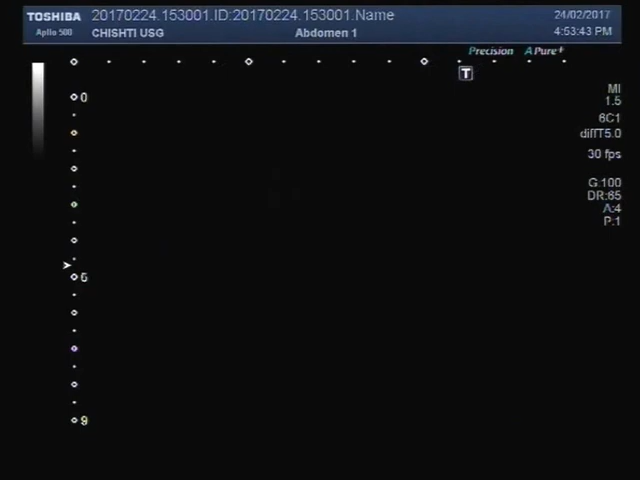 TOSHIBA 20170224.153001.ID:20170224.153001.Name 24/02/2017
Aplio 500 CHISHTI USG Abdomen 1 4:53:43 PM
Precision APure+
T
MI
1.5
6C1
diffT5.0
30 fps
G:100
DR:65
A:4
P:1
0
5
9